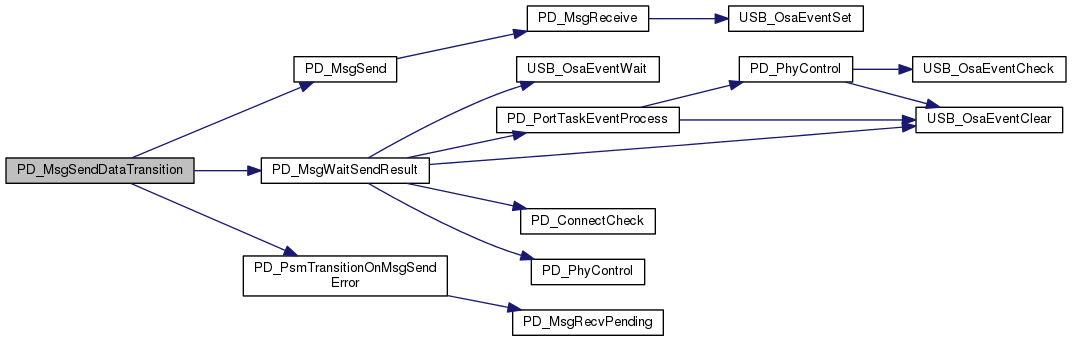 PD_MsgReceive
USB_OsaEventSet
PD_MsgSend
USB_OsaEventWait
PD_PhyControl
USB_OsaEventCheck
PD_PortTaskEventProcess
USB_OsaEventClear
PD_MsgSendDataTransition
PD_MsgWaitSendResult
PD_ConnectCheck
PD_PhyControl
PD_PsmTransitionOnMsgSend
Error
PD_MsgRecvPending